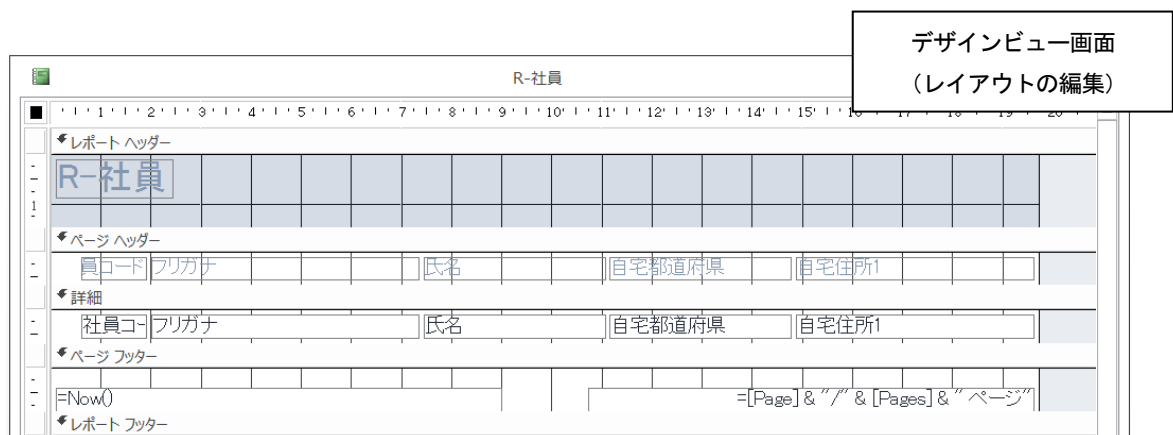 デザインビュー画面
（レイアウトの編集）
R-社員
1 2 3 4 5 6 7 8 9 10 11 12 13 14 15 16 17 18 19 20
レポート ヘッダー
R-社員
1
ページ ヘッダー
員コード フリガナ 氏名 自宅都道府県 自宅住所1
詳細
社員コー フリガナ 氏名 自宅都道府県 自宅住所1
ページ フッター
=Now() =[Page] & "/" & [Pages] & " ページ"
レポート フッター